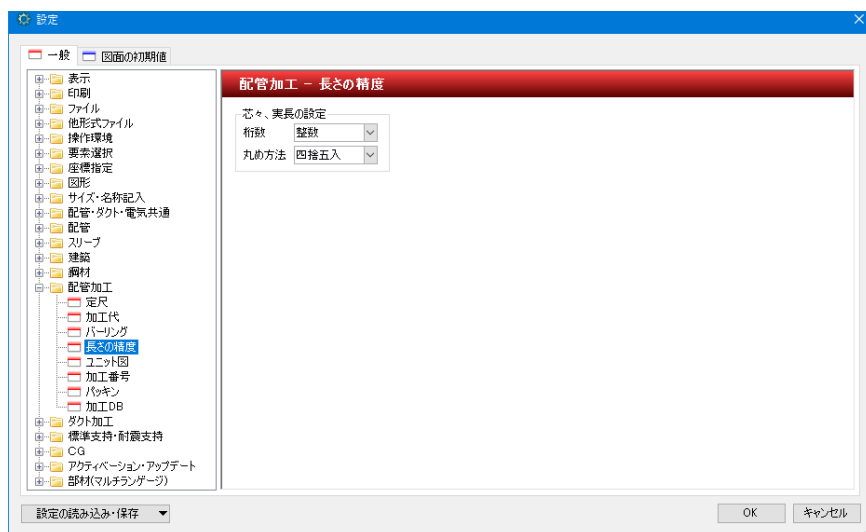 設定
一般
図面の初期値
表示
印刷
ファイル
他形式ファイル
操作環境
要素選択
座標指定
図形
サイズ・名称記入
配管・ダクト・電気共通
配管
スリーブ
建築
鋼材
配管加工
定尺
加工代
バーリング
長さの精度
ユニット図
加工番号
パッキン
加工DB
ダクト加工
標準支持・耐震支持
CG
アクティベーション・アップデート
部材(マルチランゲージ)
配管加工 － 長さの精度
芯々、実長の設定
桁数 整数
丸め方法 四捨五入
設定の読み込み・保存
OK キャンセル